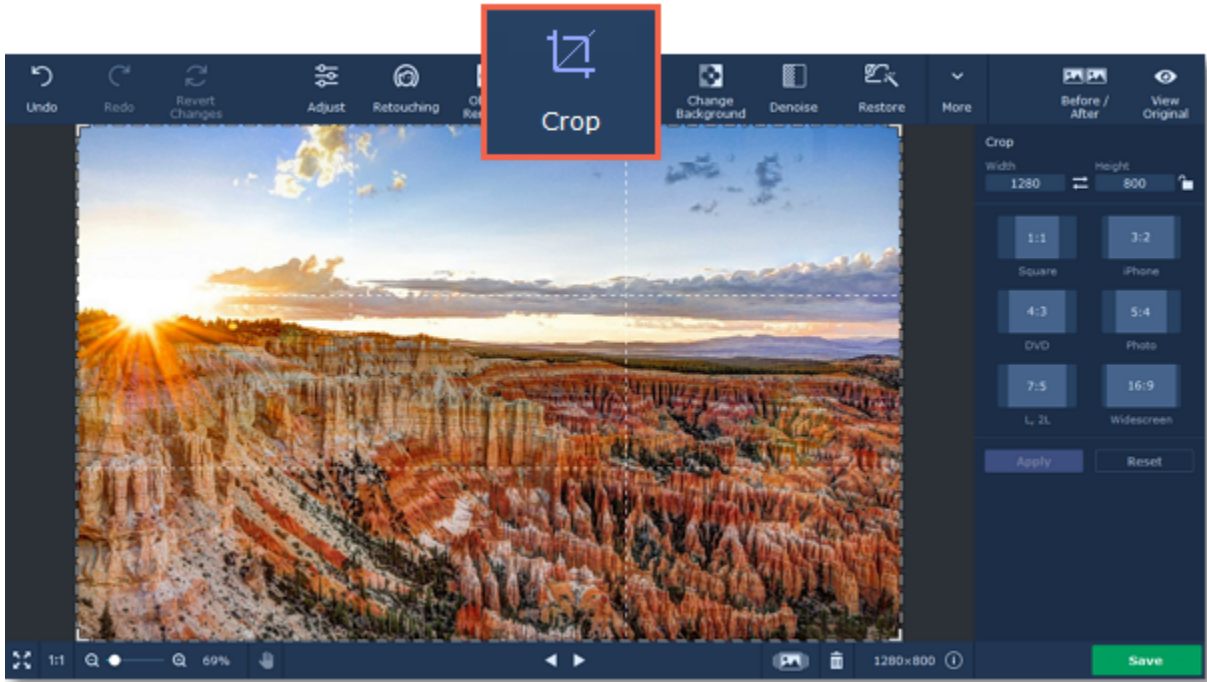 Crop
Undo
Redo
Revert
Changes
Adjust
Retouching
Change
Background
Denoise
Restore
More
Before /
After
View
Original
Crop
Width
Height
1280
800
1:1
3:2
Square
iPhone
4:3
5:4
DVD
Photo
7:5
16:9
L, 2L
Widescreen
Apply
Reset
1:1
69%
1280×800
Save